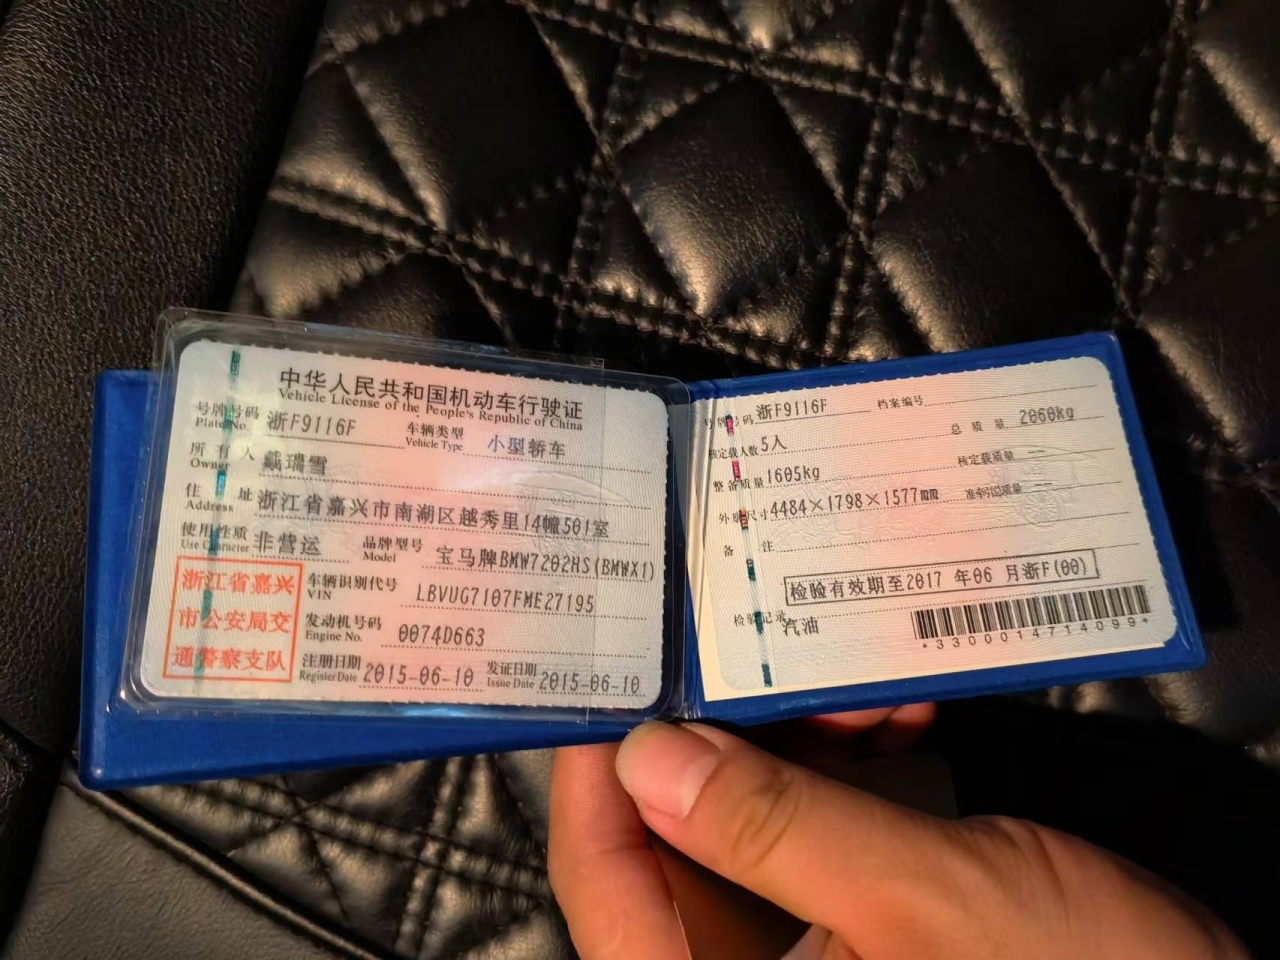 中华人民共和国机动车行驶证
Vehicle License of the People's Republic of China
号牌号码 Plate No. 浙F9116F 车辆类型 Vehicle Type 小型轿车
所有人 Owner 戴瑞雪
住址 Address 浙江省嘉兴市南湖区越秀里14幢501室
使用性质 Use Character 非营运 品牌型号 Model 宝马牌BMW7202HS(BMWX1)
浙江省嘉兴
市公安局交
通警察支队
车辆识别代号 VIN LBVUG7107FME27195
发动机号码 Engine No. 0074D663
注册日期 Register Date 2015-06-10 发证日期 Issue Date 2015-06-10
号牌号码 浙F9116F 档案编号
核定载人数 5人 总质量 2060kg
整备质量 1605kg 核定载质量 --
外廓尺寸 4484×1798×1577mm 准牵引总质量 --
备注
检验有效期至2017 年06 月浙F(00)
检验记录 汽油
*3300014714099*